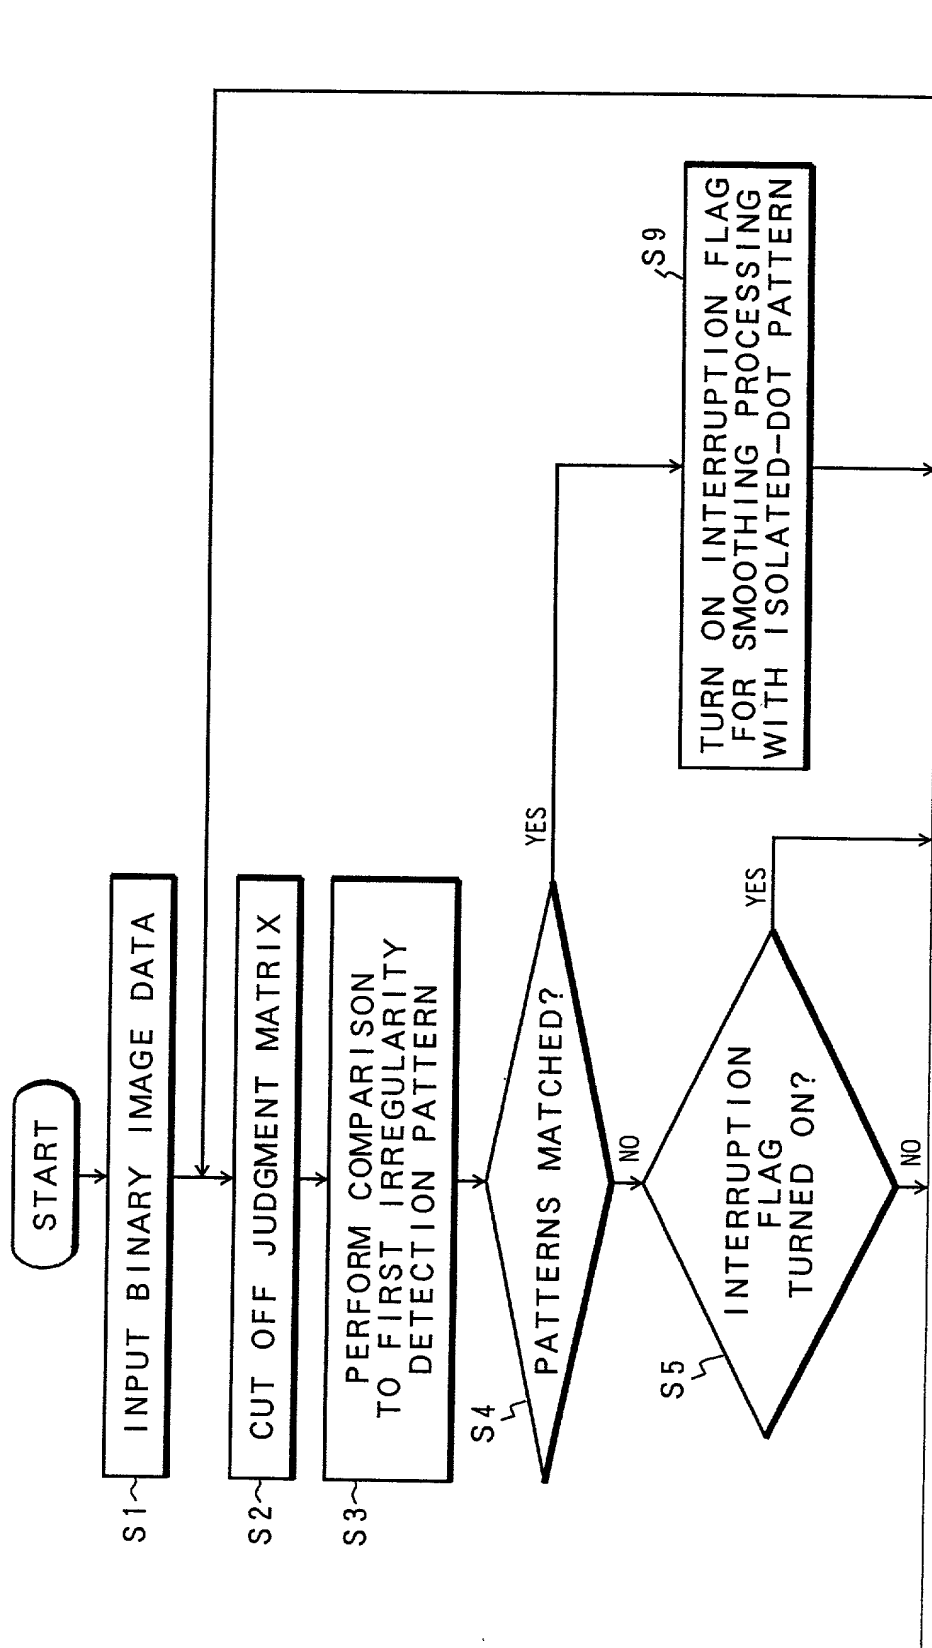 START
S1
INPUT BINARY IMAGE DATA
S2
CUT OFF JUDGMENT MATRIX
S3
PERFORM COMPARISON
TO FIRST IRREGULARITY
DETECTION PATTERN
S4
PATTERNS MATCHED?
YES
NO
S9
TURN ON INTERRUPTION FLAG
FOR SMOOTHING PROCESSING
WITH ISOLATED-DOT PATTERN
S5
INTERRUPTION
FLAG
TURNED ON?
YES
NO